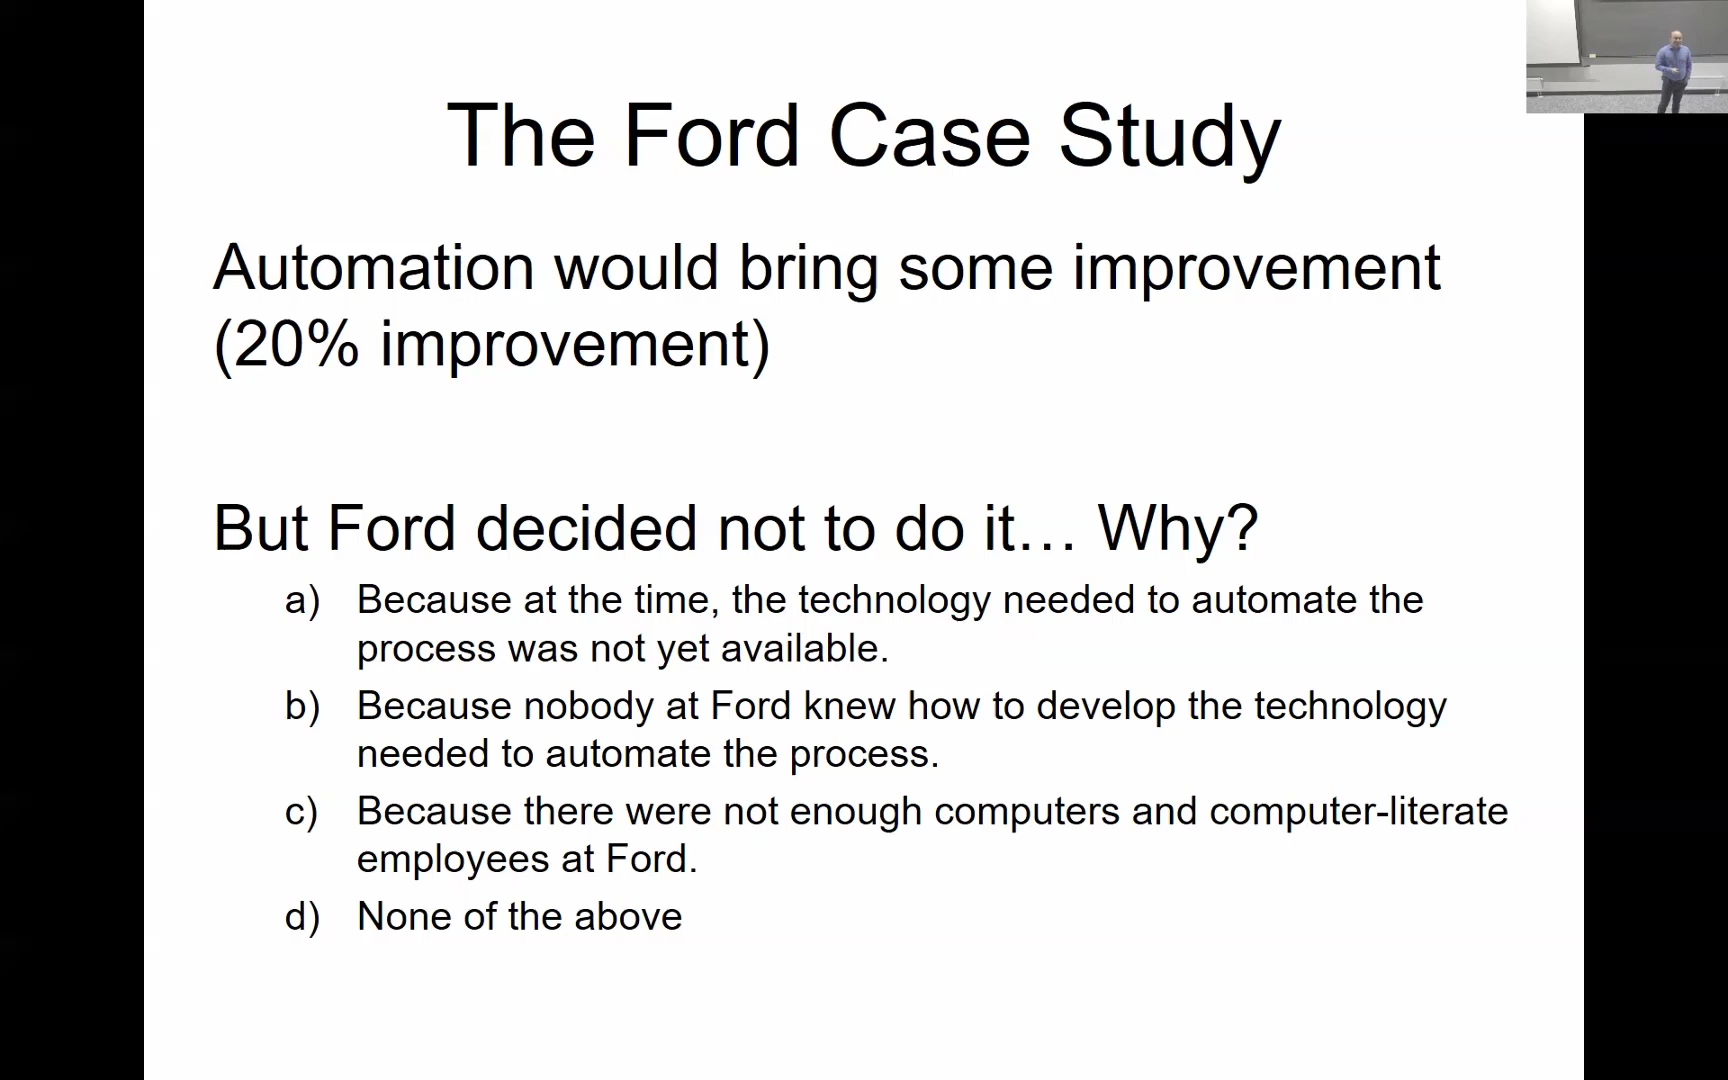 The Ford Case Study
Automation would bring some improvement
(20% improvement)
But Ford decided not to do it… Why?
a) Because at the time, the technology needed to automate the
process was not yet available.
b) Because nobody at Ford knew how to develop the technology
needed to automate the process.
c) Because there were not enough computers and computer-literate
employees at Ford.
d) None of the above